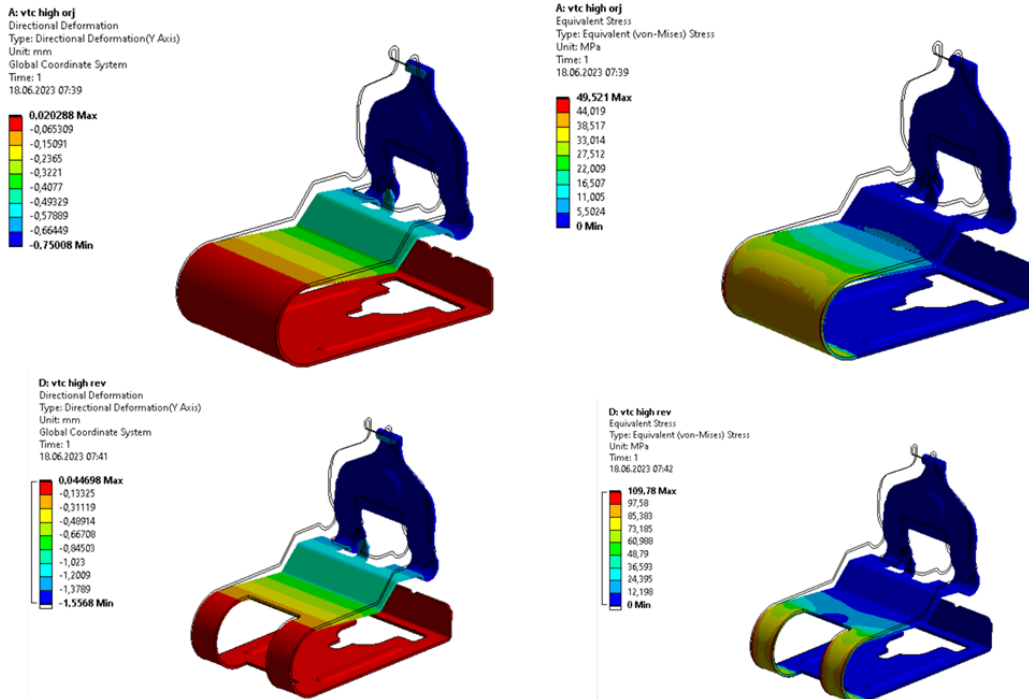 A: vtc high orj
Directional Deformation
Type: Directional Deformation(Y Axis)
Unit: mm
Global Coordinate System
Time: 1
18.06.2023 07:39
0,020288 Max
-0,065309
-0,15091
-0,2365
-0,3221
-0,4077
-0,49329
-0,57889
-0,66449
-0,75008 Min
A: vtc high orj
Equivalent Stress
Type: Equivalent (von-Mises) Stress
Unit: MPa
Time: 1
18.06.2023 07:39
49,521 Max
44,019
38,517
33,014
27,512
22,009
16,507
11,005
5,5024
0 Min
D: vtc high rev
Directional Deformation
Type: Directional Deformation(Y Axis)
Unit: mm
Global Coordinate System
Time: 1
18.06.2023 07:41
0,044698 Max
-0,13325
-0,31119
-0,48914
-0,66708
-0,84503
-1,023
-1,2009
-1,3789
-1,5568 Min
D: vtc high rev
Equivalent Stress
Type: Equivalent (von-Mises) Stress
Unit: MPa
Time: 1
18.06.2023 07:42
109,78 Max
97,58
85,383
73,185
60,988
48,79
36,593
24,395
12,198
0 Min